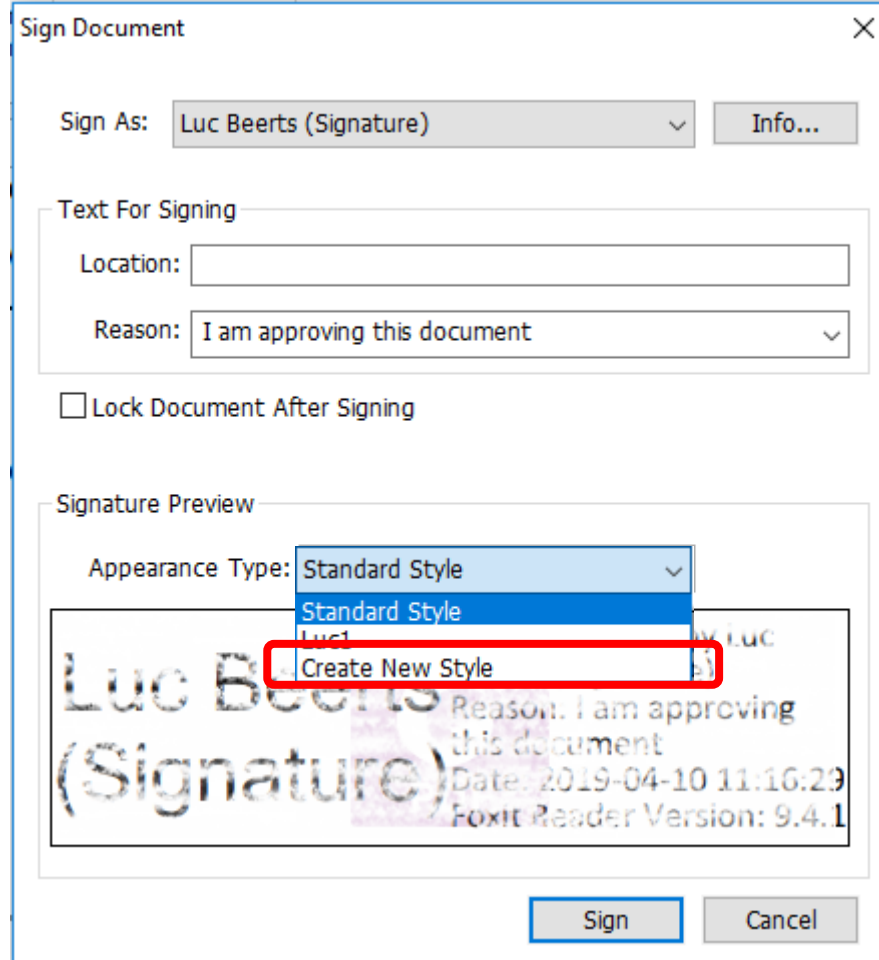 Sign Document
Sign As: Luc Beerts (Signature) Info...
Text For Signing
Location:
Reason: I am approving this document
Lock Document After Signing
Signature Preview
Appearance Type: Standard Style
Standard Style
Luc1
Create New Style
Luc Beerts
(Signature)
Luc
Reason: I am approving
this document
Date: 2019-04-10 11:16:29
Foxit Reader Version: 9.4.1
Sign Cancel